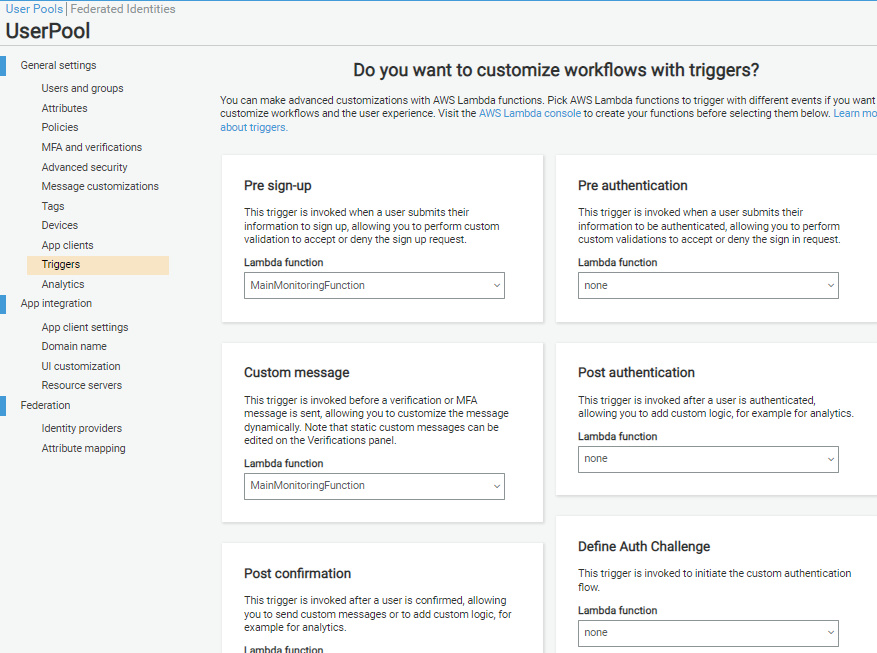 User Pools | Federated Identities
UserPool
General settings
Users and groups
Attributes
Policies
MFA and verifications
Advanced security
Message customizations
Tags
Devices
App clients
Triggers
Analytics
App integration
App client settings
Domain name
UI customization
Resource servers
Federation
Identity providers
Attribute mapping
Do you want to customize workflows with triggers?
You can make advanced customizations with AWS Lambda functions. Pick AWS Lambda functions to trigger with different events if you want
customize workflows and the user experience. Visit the AWS Lambda console to create your functions before selecting them below. Learn mo
about triggers.
Pre sign-up
This trigger is invoked when a user submits their
information to sign up, allowing you to perform custom
validation to accept or deny the sign up request.
Lambda function
MainMonitoringFunction
Custom message
This trigger is invoked before a verification or MFA
message is sent, allowing you to customize the message
dynamically. Note that static custom messages can be
edited on the Verifications panel.
Lambda function
MainMonitoringFunction
Post confirmation
This trigger is invoked after a user is confirmed, allowing
you to send custom messages or to add custom logic, for
example for analytics.
Lambda function
Pre authentication
This trigger is invoked when a user submits their
information to be authenticated, allowing you to perform
custom validations to accept or deny the sign in request.
Lambda function
none
Post authentication
This trigger is invoked after a user is authenticated,
allowing you to add custom logic, for example for analytics.
Lambda function
none
Define Auth Challenge
This trigger is invoked to initiate the custom authentication
flow.
Lambda function
none